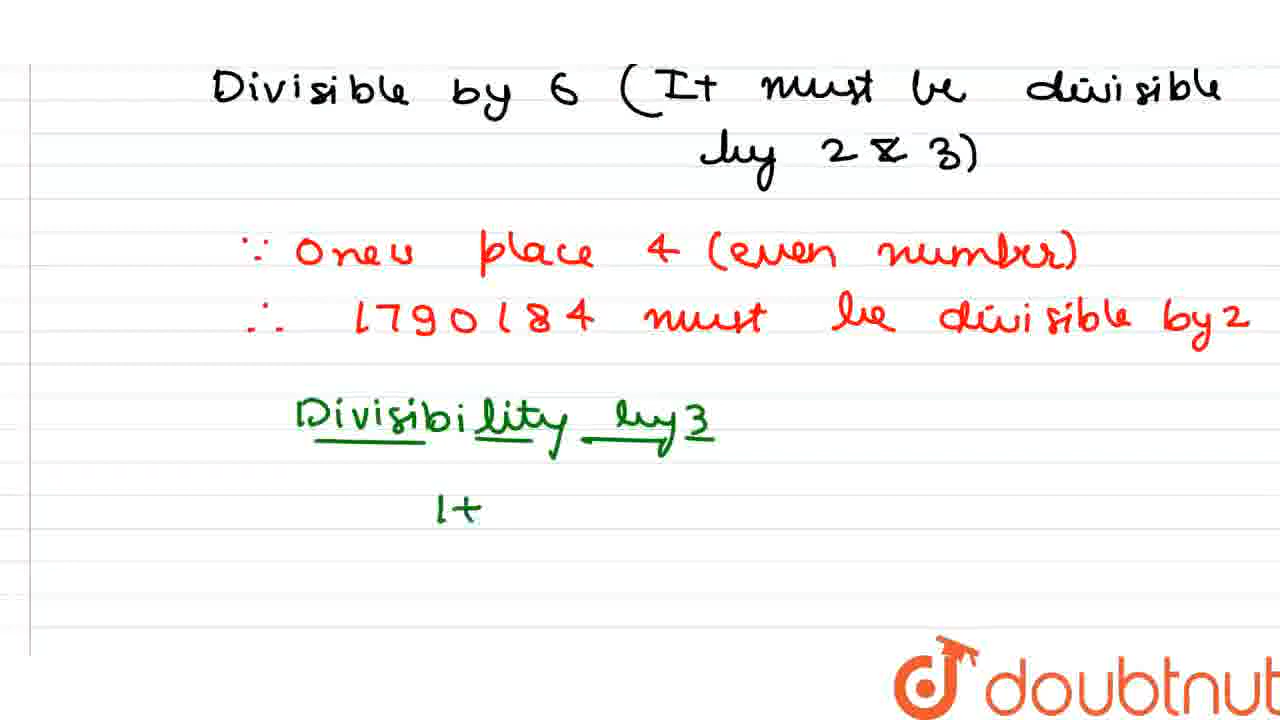 Divisible by 6 (It must be divisible
by 2 & 3)
∵ Ones place 4 (even number)
∴ 1790184 must be divisible by 2
Divisibility by 3
1+
doubtnut